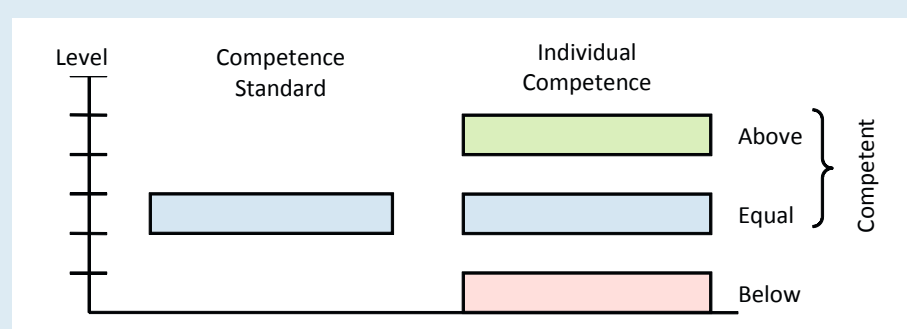 Level
Competence
Standard
Individual
Competence
Above
Equal
Below
Competent